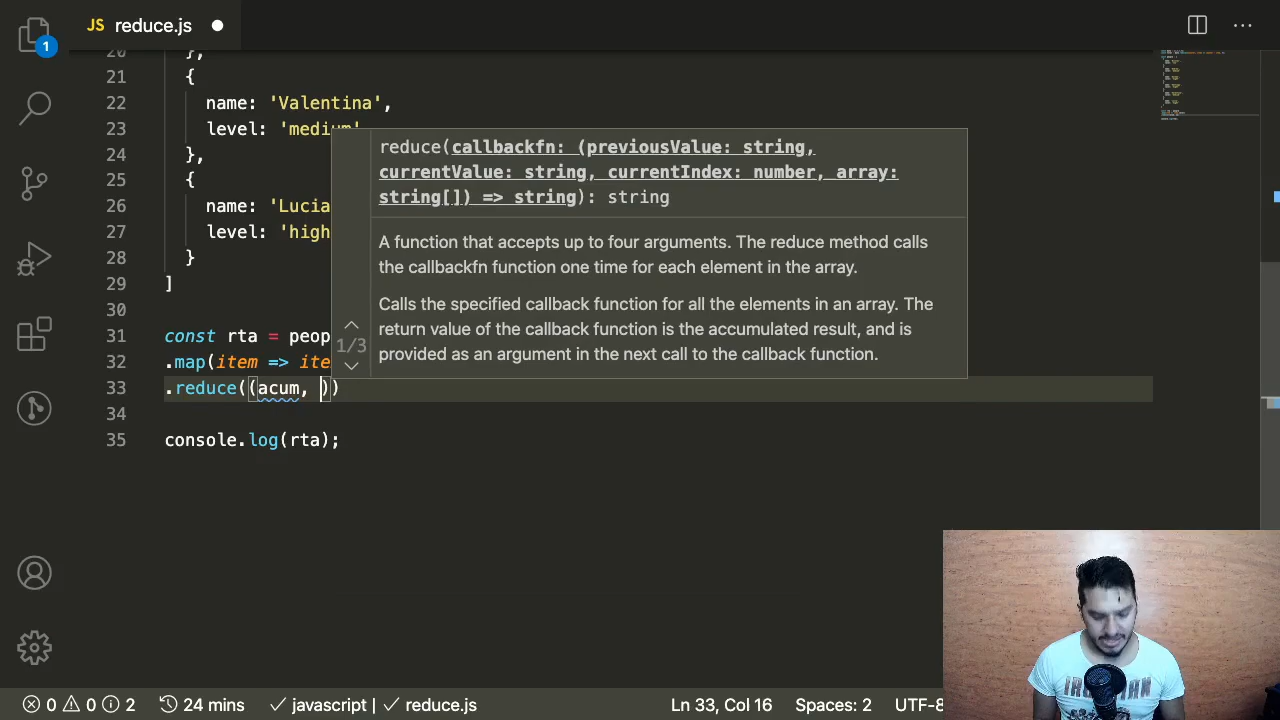 JS reduce.js
1
20 },
21 {
22 name: 'Valentina',
23 level: 'medium'
24 },
25 {
26 name: 'Lucia
27 level: 'high
28 }
29 ]
30
31 const rta = peop
32 .map(item => ite
33 .reduce((acum, ))
34
35 console.log(rta);
reduce(callbackfn: (previousValue: string,
currentValue: string, currentIndex: number, array:
string[]) => string): string
A function that accepts up to four arguments. The reduce method calls
the callbackfn function one time for each element in the array.
Calls the specified callback function for all the elements in an array. The
return value of the callback function is the accumulated result, and is
provided as an argument in the next call to the callback function.
1/3
0 0 2 24 mins javascript | reduce.js Ln 33, Col 16 Spaces: 2 UTF-8